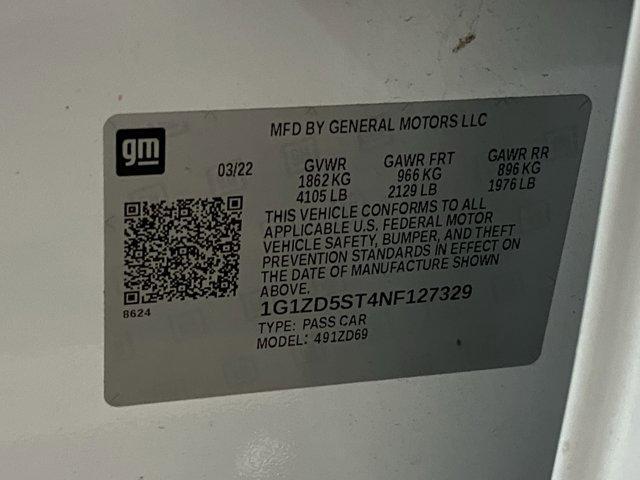 MFD BY GENERAL MOTORS LLC
gm
03/22
GVWR
1862 KG
4105 LB
GAWR FRT
966 KG
2129 LB
GAWR RR
896 KG
1976 LB
THIS VEHICLE CONFORMS TO ALL
APPLICABLE U.S. FEDERAL MOTOR
VEHICLE SAFETY, BUMPER, AND THEFT
PREVENTION STANDARDS IN EFFECT ON
THE DATE OF MANUFACTURE SHOWN
ABOVE.
8624
1G1ZD5ST4NF127329
TYPE: PASS CAR
MODEL: 491ZD69